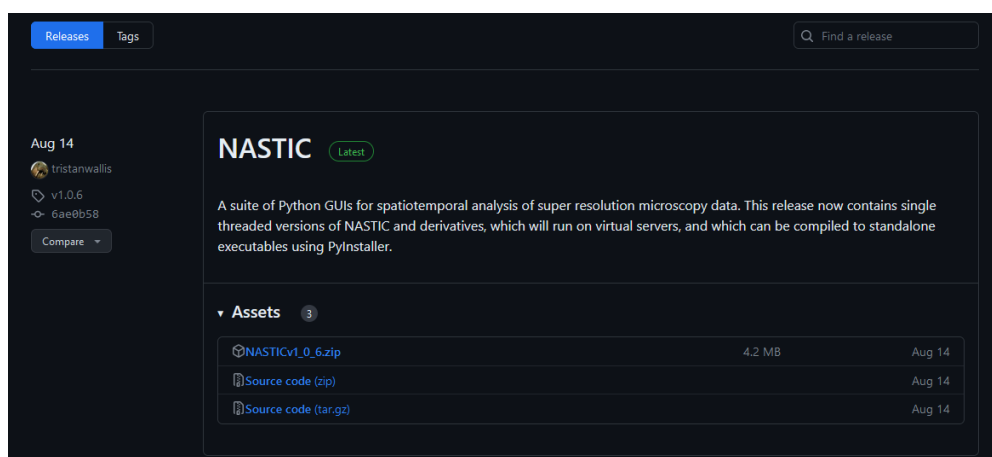 Releases
Tags
Find a release
Aug 14
tristanwallis
v1.0.6
6ae0b58
Compare
NASTIC
Latest
A suite of Python GUIs for spatiotemporal analysis of super resolution microscopy data. This release now contains single
threaded versions of NASTIC and derivatives, which will run on virtual servers, and which can be compiled to standalone
executables using PyInstaller.
Assets 3
NASTICv1_0_6.zip 4.2 MB Aug 14
Source code (zip) Aug 14
Source code (tar.gz) Aug 14